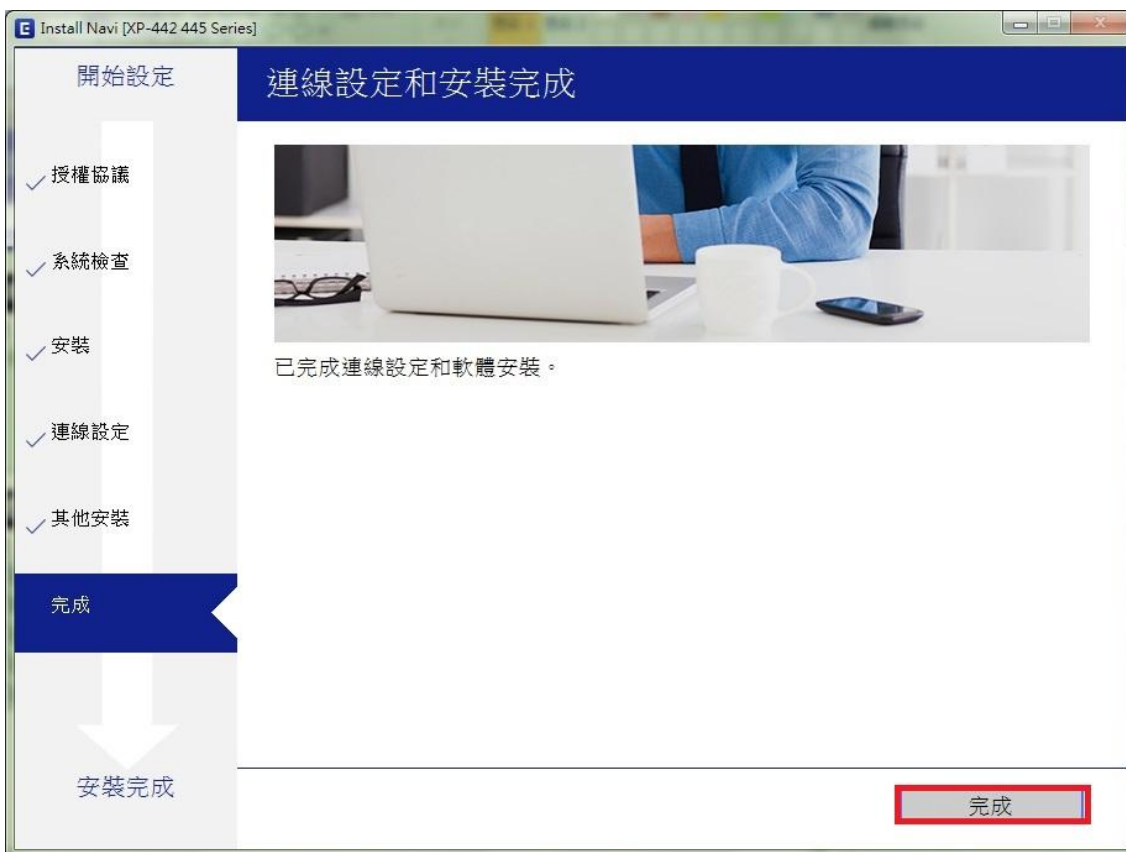 Install Navi [XP-442 445 Series]
開始設定
連線設定和安裝完成
授權協議
系統檢查
安裝
連線設定
其他安裝
完成
安裝完成
已完成連線設定和軟體安裝。
完成